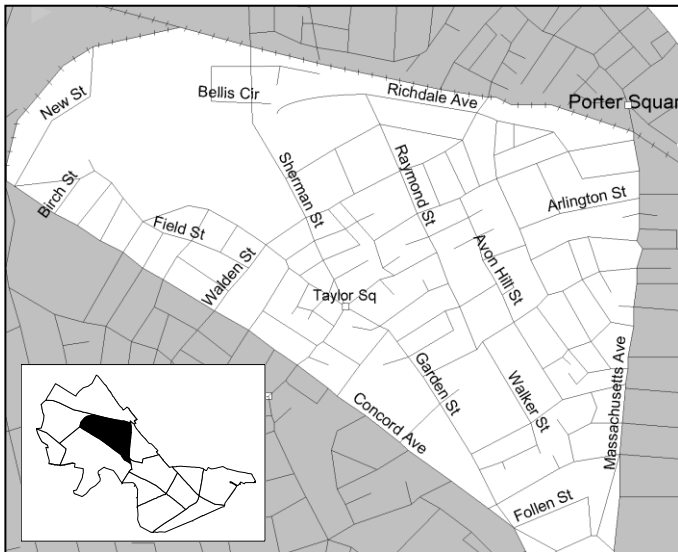 New St
Bellis Cir
Richdale Ave
Porter Squar
Sherman St
Raymond St
Birch St
Arlington St
Field St
Walden St
Avon Hill St
Taylor Sq
Garden St
Walker St
Concord Ave
Massachusetts Ave
Follen St